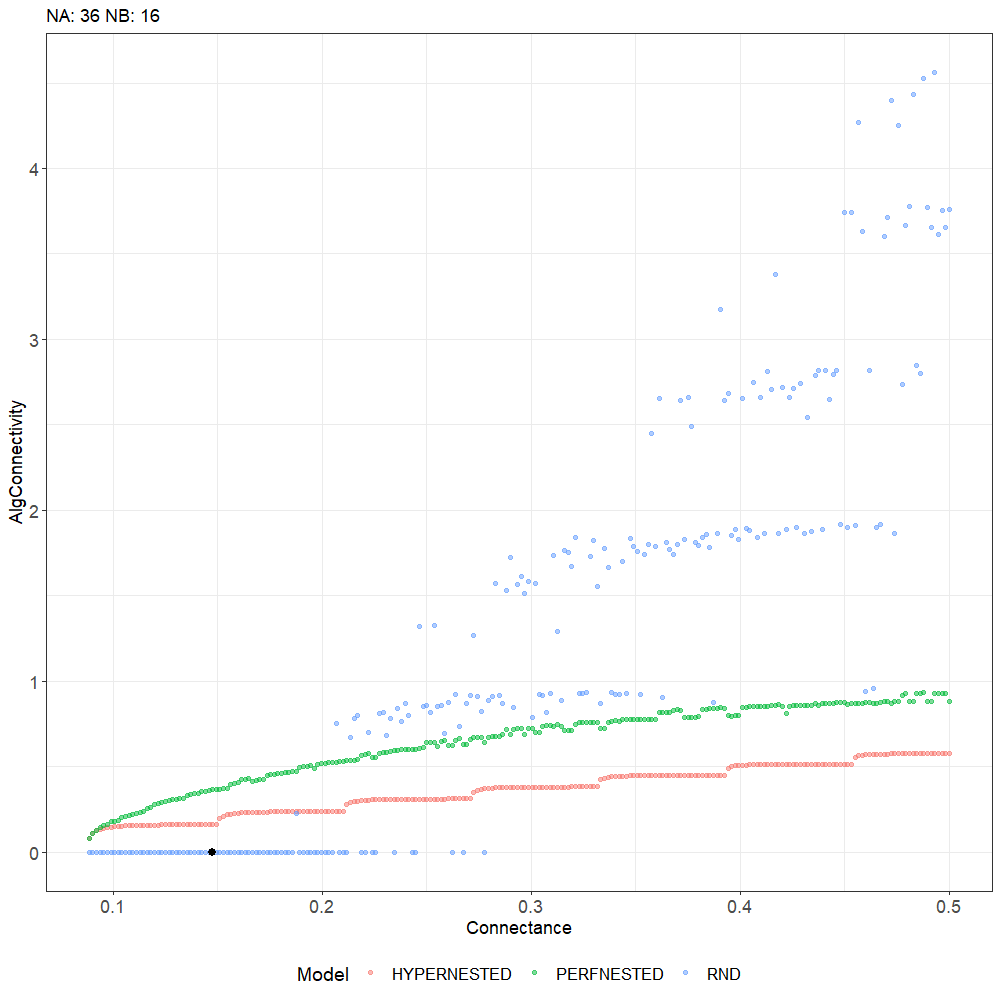 NA: 36 NB: 16
AlgConnectivity
4
3
2
1
0
0.1 0.2 0.3 0.4 0.5
Connectance
Model HYPERNESTED PERFNESTED RND